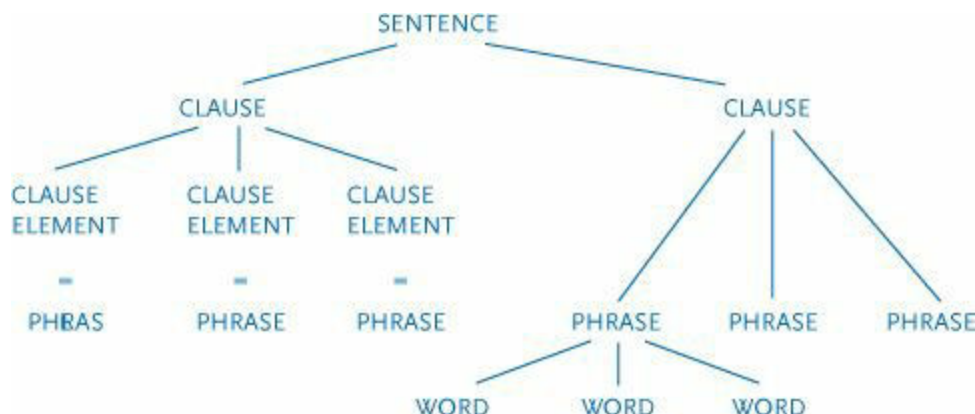 SENTENCE
CLAUSE CLAUSE
CLAUSE CLAUSE CLAUSE
ELEMENT ELEMENT ELEMENT
= = =
PHRASE PHRASE PHRASE PHRASE PHRASE
WORD WORD WORD